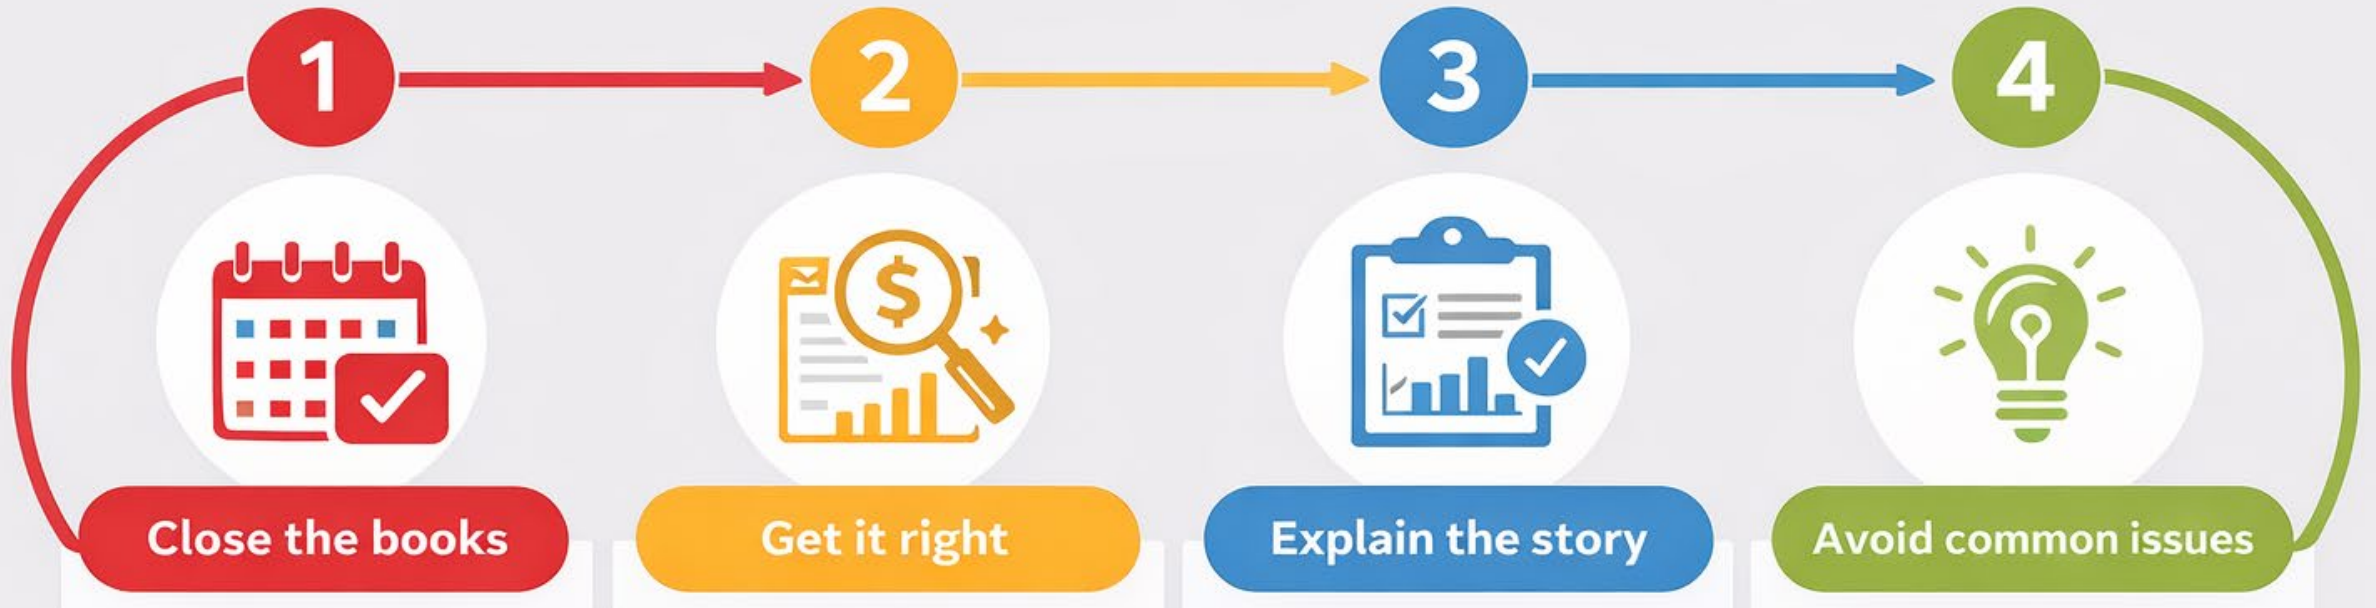 1
2
3
4
$
Close the books
Get it right
Explain the story
Avoid common issues